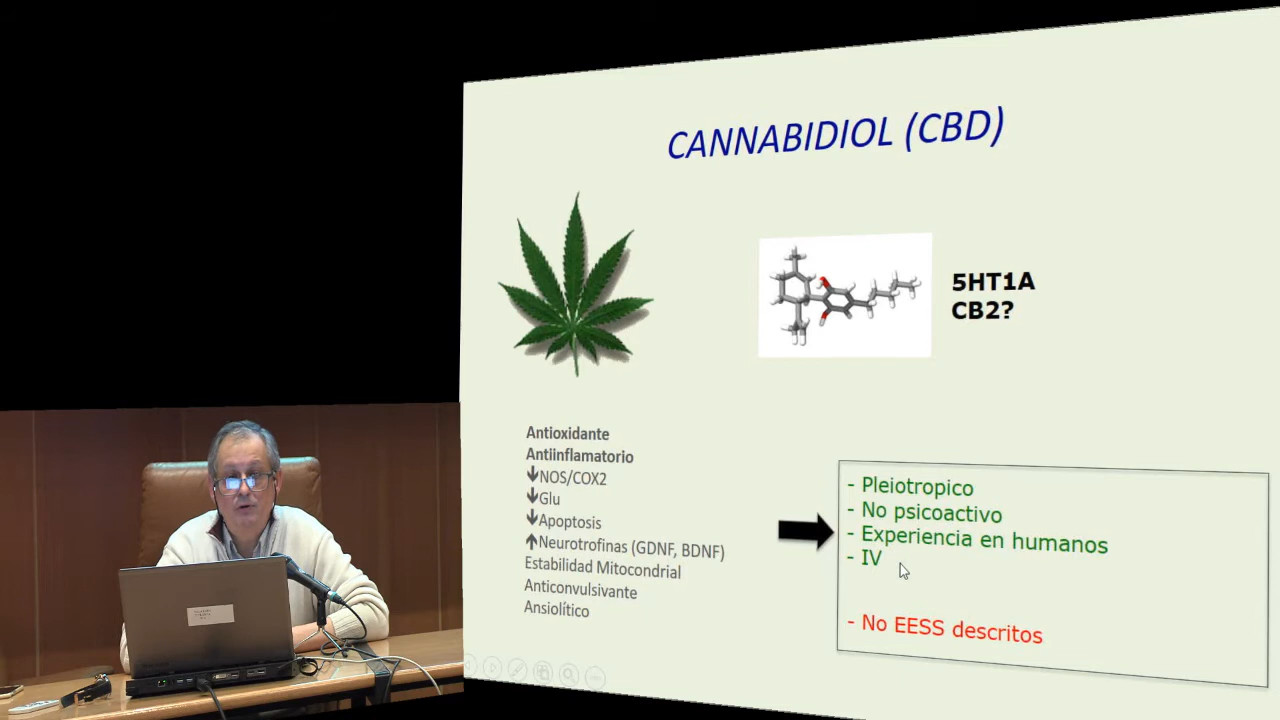 CANNABIDIOL (CBD)
5HT1A
CB2?
Antioxidante
Antiinflamatorio
↓NOS/COX2
↓Glu
↓Apoptosis
↑Neurotrofinas (GDNF, BDNF)
Estabilidad Mitocondrial
Anticonvulsivante
Ansiolítico
- Pleiotropico
- No psicoactivo
- Experiencia en humanos
- IV
- No EESS descritos